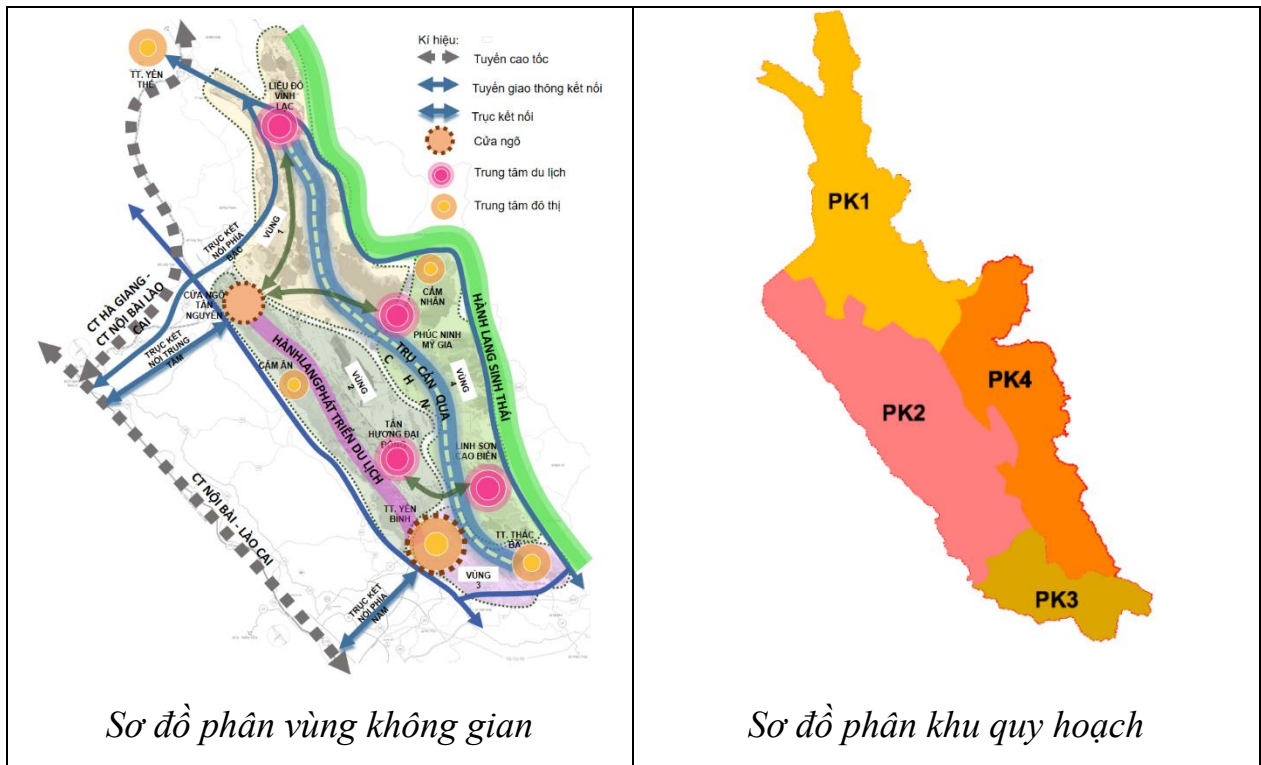 Kí hiệu:
Tuyến cao tốc
Tuyến giao thông kết nối
Trục kết nối
Cửa ngõ
Trung tâm du lịch
Trung tâm đô thị
TT. YÊN
THẾ
LIỄU ĐÔ
VĨNH
LẠC
TRỤC KẾT
NỐI PHÍA
BẮC
VÙNG
1
CT HÀ GIANG -
CT NỘI BÀI LÀO
CAI
CỬA NGÕ
TÂN
NGUYÊN
TRỤC KẾT
NỐI TRUNG
TÂM
CẢM
NHÂN
PHÚC NINH
MỸ GIA
HÀNH LANG SINH THÁI
HÀNH LANG PHÁT TRIỂN DU LỊCH
CẢM ÂN
VÙNG
2
VÙNG
4
TRỤ CẢN QUA
C H N
TÂN
HƯƠNG ĐẠI
LINH SƠN
CAO BIỀN
CT NỘI BÀI - LÀO CAI
TT. YÊN
BÌNH
TT. THÁC
BÀ
VÙNG
3
TRỤC KẾT
NỐI PHÍA
NAM
Sơ đồ phân vùng không gian
PK1
PK2
PK4
PK3
Sơ đồ phân khu quy hoạch